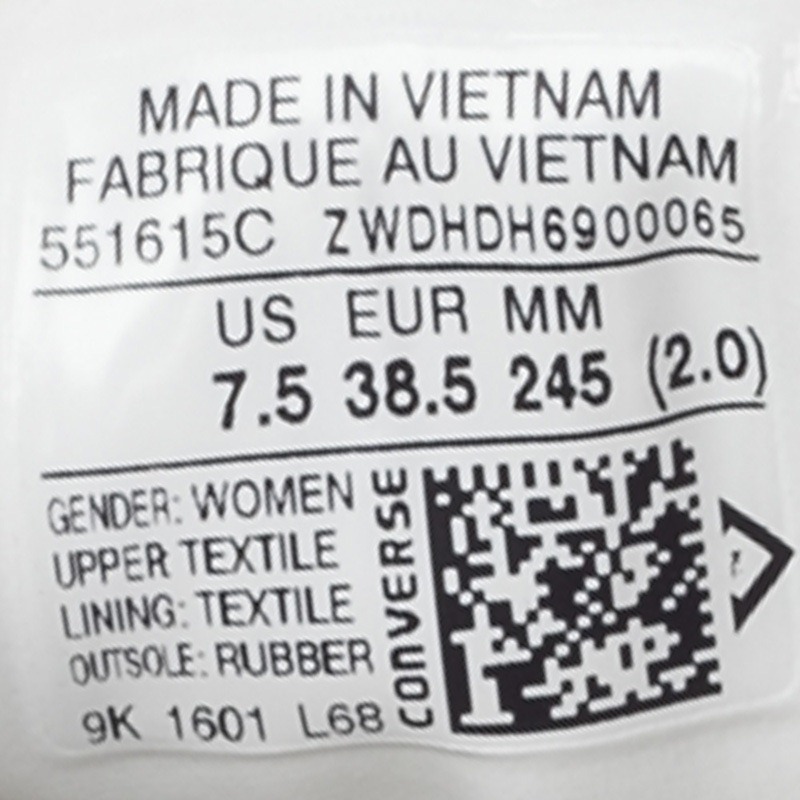 MADE IN VIETNAM
FABRIQUE AU VIETNAM
551615C ZWDHDH6900065
US EUR MM
7.5 38.5 245 (2.0)
GENDER: WOMEN
UPPER TEXTILE
LINING: TEXTILE
OUTSOLE: RUBBER
9K 1601 L68
CONVERSE